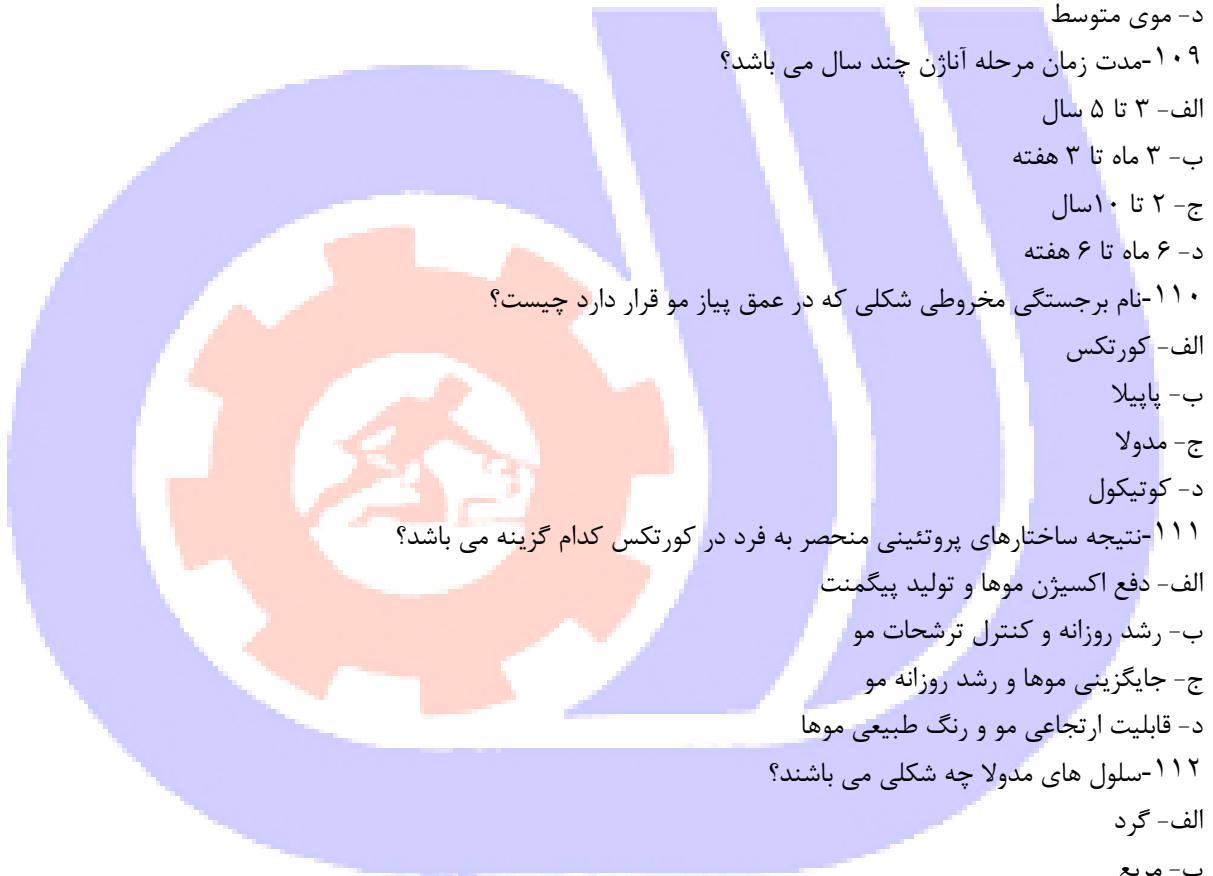 د- موی متوسط
۱۰۹-مدت زمان مرحله آناژن چند سال می باشد؟
الف- ۳ تا ۵ سال
ب- ۳ ماه تا ۳ هفته
ج- ۲ تا ۱۰سال
د- ۶ ماه تا ۶ هفته
۱۱۰-نام برجستگی مخروطی شکلی که در عمق پیاز مو قرار دارد چیست؟
الف- کورتکس
ب- پاپیلا
ج- مدولا
د- کوتیکول
۱۱۱-نتیجه ساختارهای پروتئینی منحصر به فرد در کورتکس کدام گزینه می باشد؟
الف- دفع اکسیژن موها و تولید پیگمنت
ب- رشد روزانه و کنترل ترشحات مو
ج- جایگزینی موها و رشد روزانه مو
د- قابلیت ارتجاعی مو و رنگ طبیعی موها
۱۱۲-سلول های مدولا چه شکلی می باشند؟
الف- گرد
ب- مربع